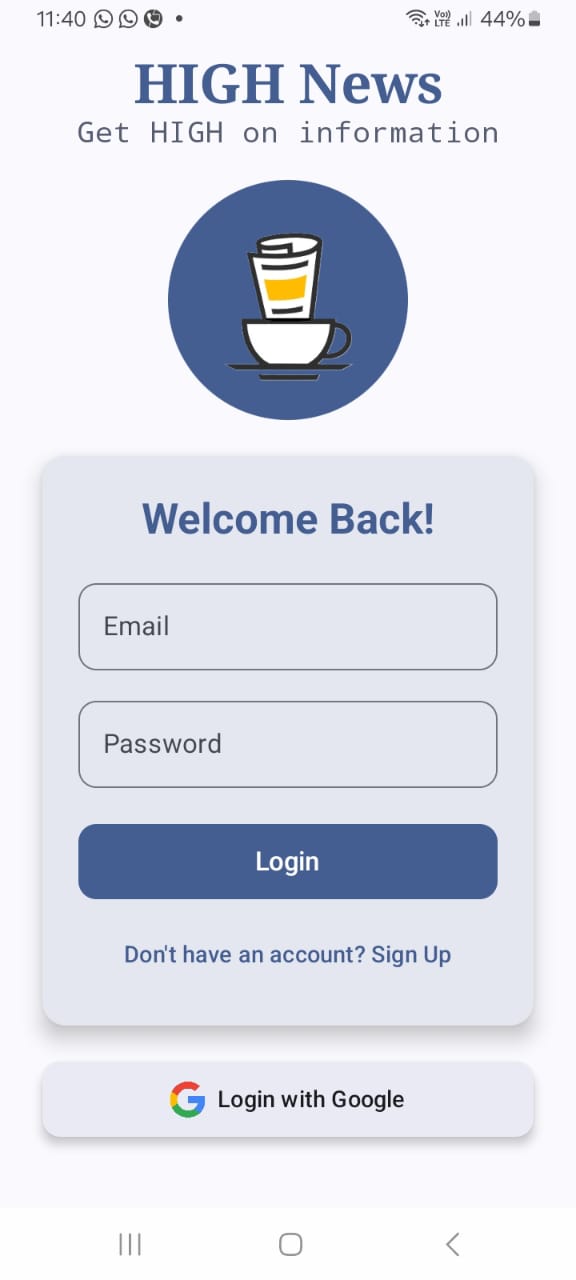 11:40
Vo)) LTE 44%
HIGH News
Get HIGH on information
Welcome Back!
Email
Password
Login
Don't have an account? Sign Up
Login with Google